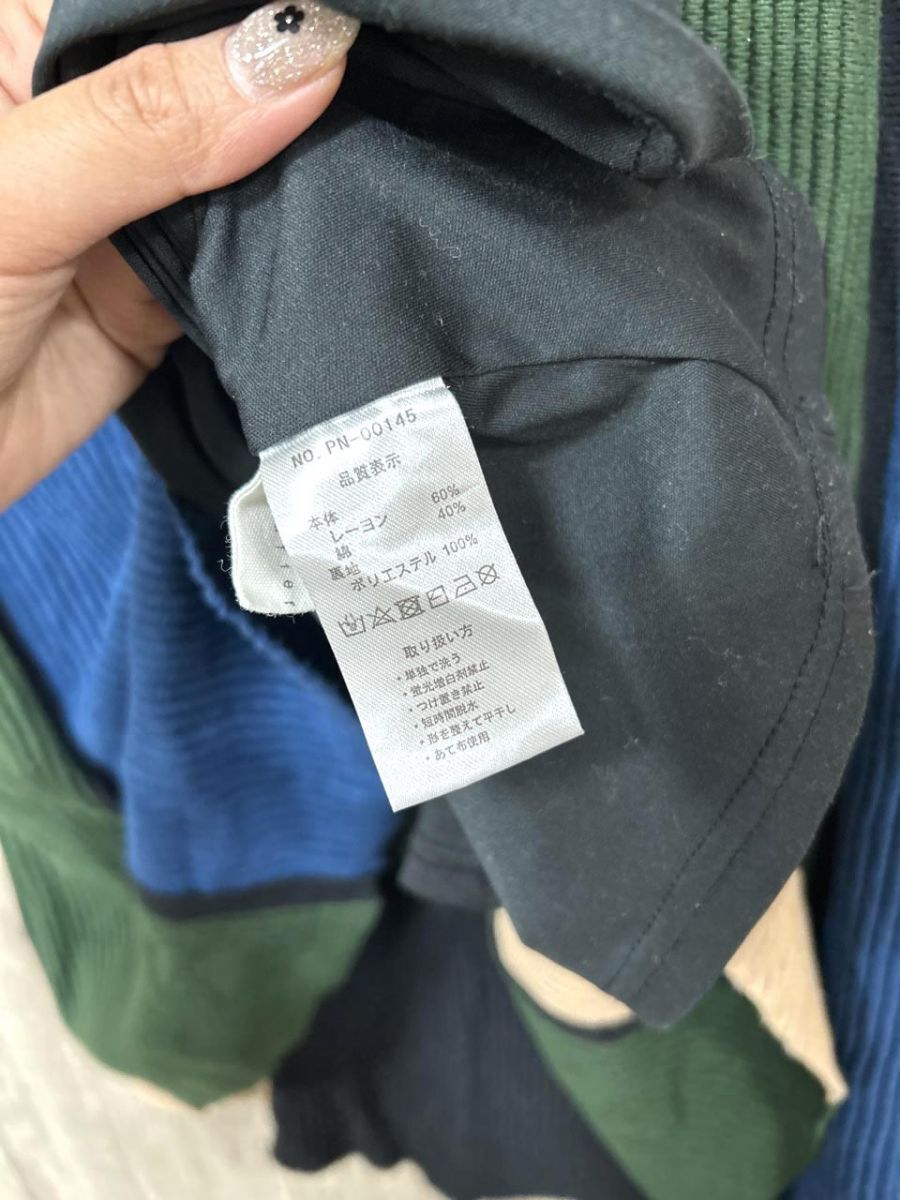 NO. PN-00145
品質表示
本体
レーヨン 60%
綿 40%
裏地
ポリエステル 100%
取り扱い方
・単独で洗う
・蛍光増白剤禁止
・つけ置き禁止
・短時間脱水
・形を整えて平干し
・あて布使用